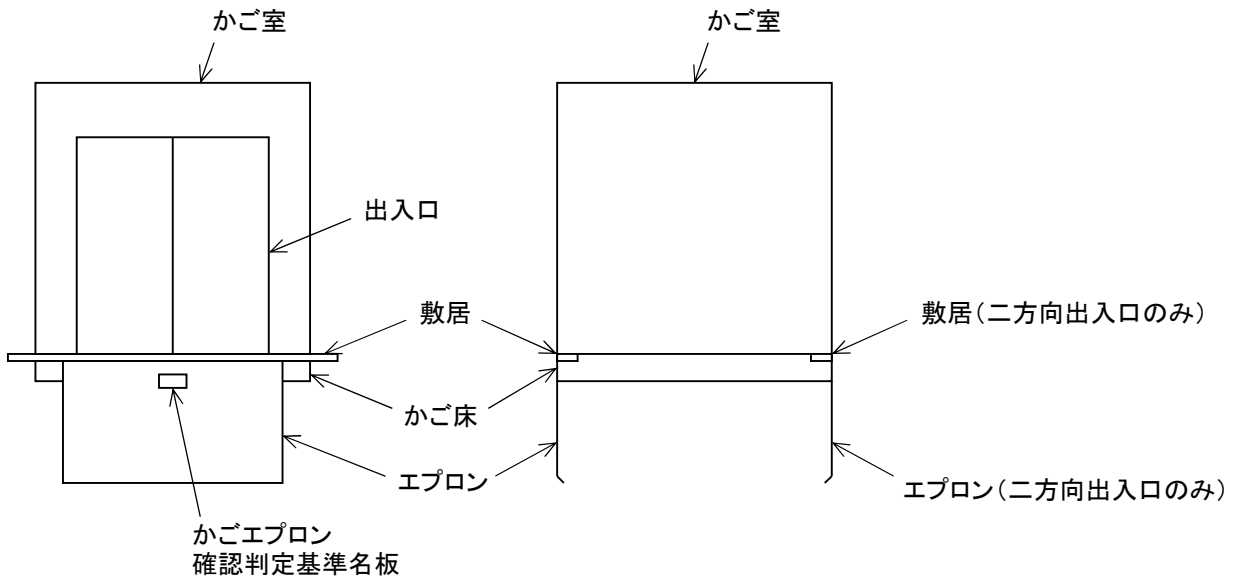 かご室
かご室
出入口
敷居
敷居(二方向出入口のみ)
かご床
エプロン
エプロン(二方向出入口のみ)
かごエプロン
確認判定基準名板